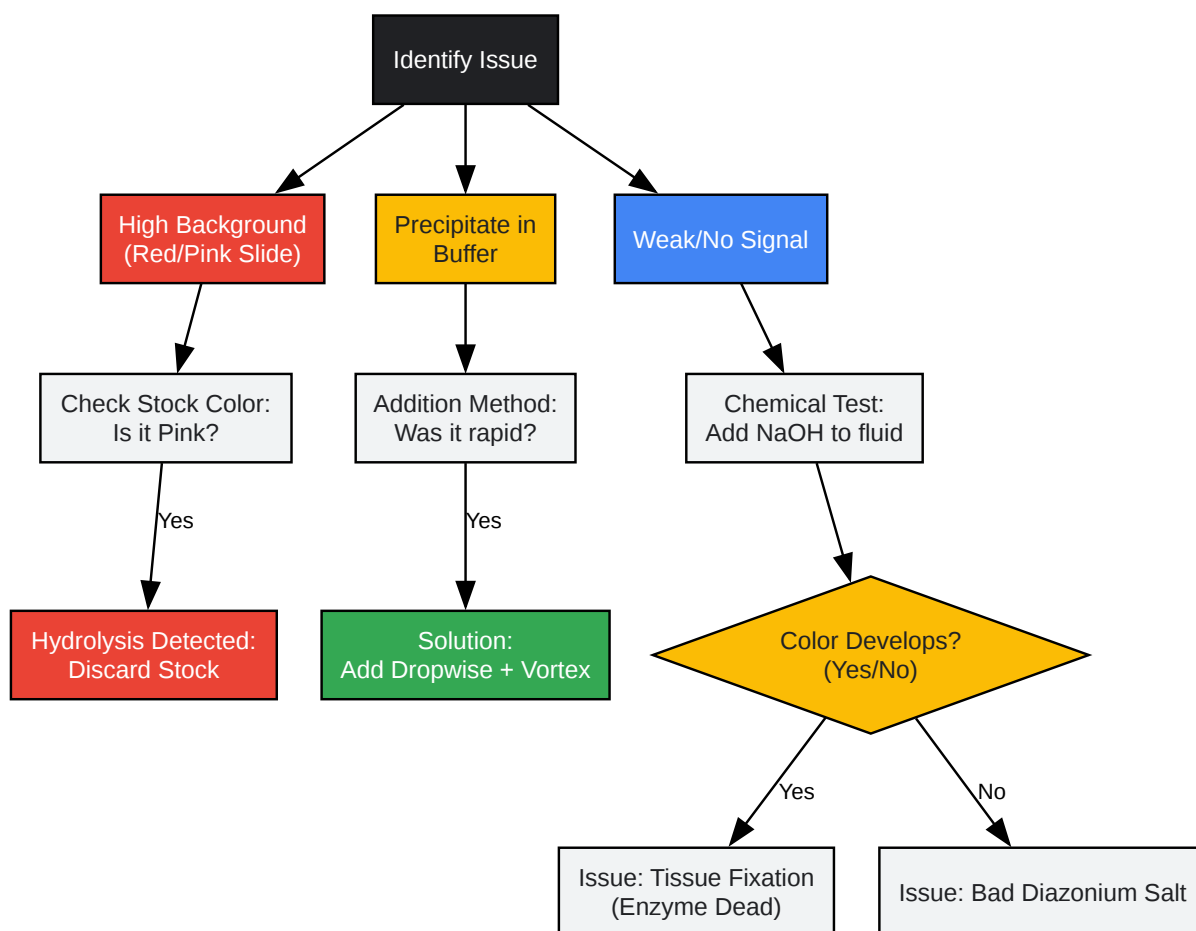 Identify Issue
High Background
(Red/Pink Slide)
Precipitate in
Buffer
Weak/No Signal
Check Stock Color:
Is it Pink?
Addition Method:
Was it rapid?
Chemical Test:
Add NaOH to fluid
Yes
Yes
Hydrolysis Detected:
Discard Stock
Solution:
Add Dropwise + Vortex
Color Develops?
(Yes/No)
Yes
No
Issue: Tissue Fixation
(Enzyme Dead)
Issue: Bad Diazonium Salt